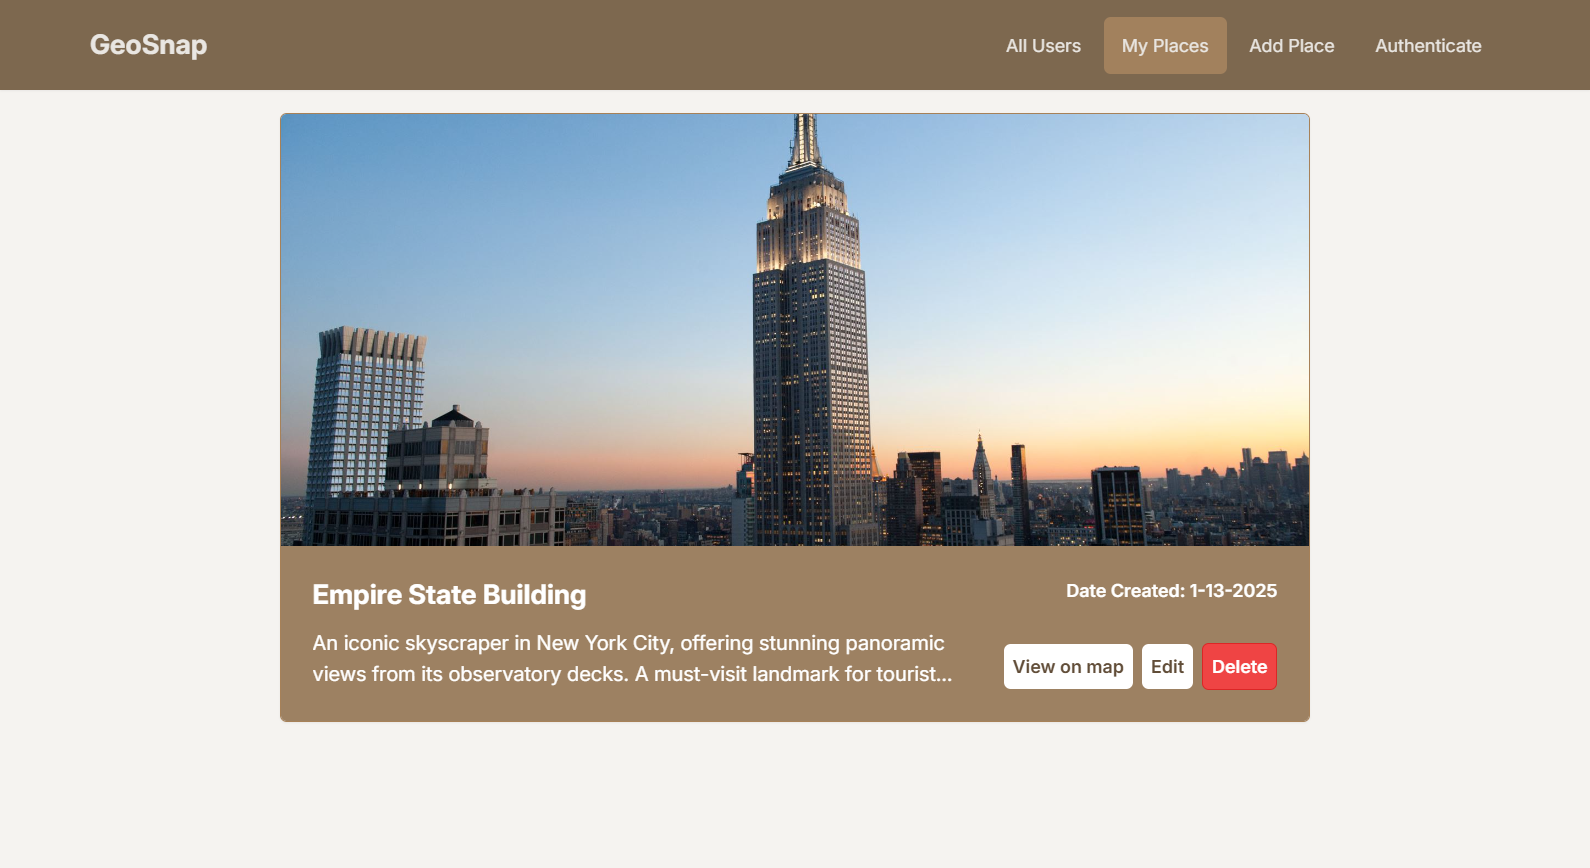 GeoSnap
All Users
My Places
Add Place
Authenticate
Empire State Building
Date Created: 1-13-2025
An iconic skyscraper in New York City, offering stunning panoramic
views from its observatory decks. A must-visit landmark for tourist...
View on map
Edit
Delete